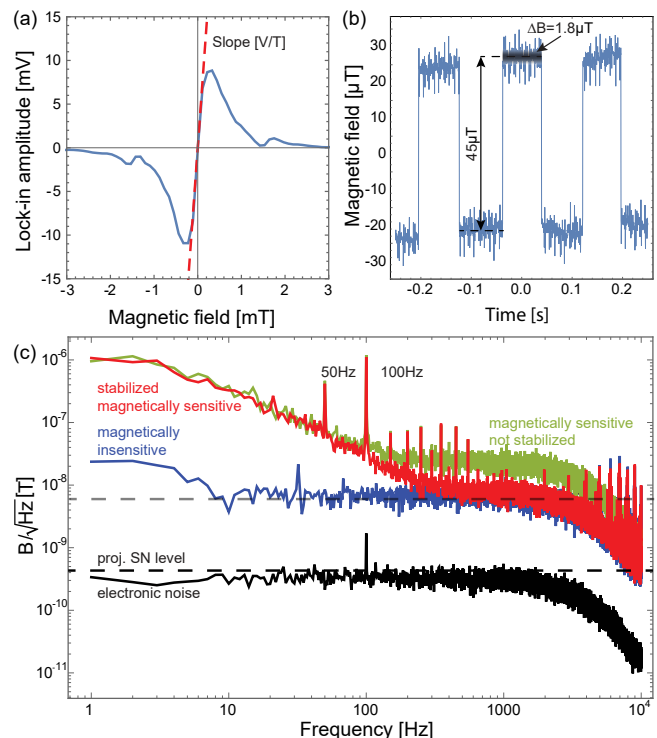 (a)
Slope [V/T]
Lock-in amplitude [mV]
15
10
5
0
-5
-10
-15
-3 -2 -1 0 1 2 3
Magnetic field [mT]
(b)
ΔB=1.8μT
45μT
Magnetic field [μT]
30
20
10
0
-10
-20
-30
-0.2 -0.1 0.0 0.1 0.2
Time [s]
(c)
B/√Hz [T]
10⁻⁶
10⁻⁷
10⁻⁸
10⁻⁹
10⁻¹⁰
10⁻¹¹
50Hz
100Hz
stabilized
magnetically sensitive
magnetically
insensitive
magnetically sensitive
not stabilized
proj. SN level
electronic noise
1 10 100 1000 10⁴
Frequency [Hz]